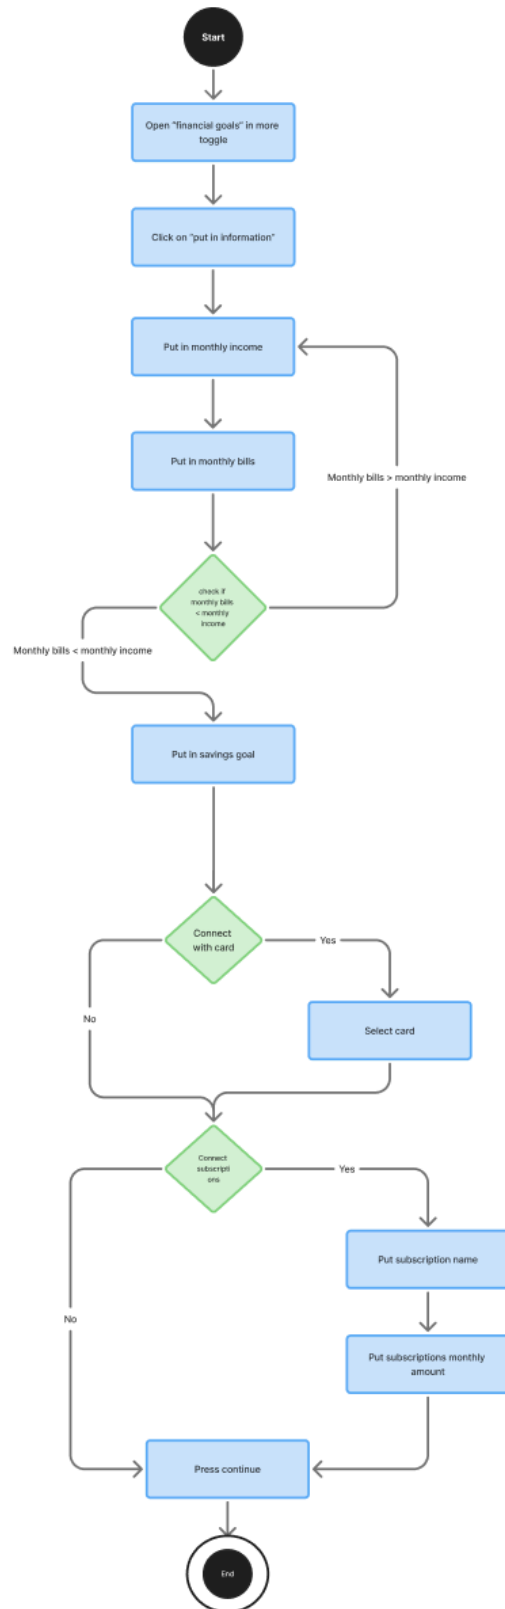 Start
Open "financial goals" in more
toggle
Click on "put in information"
Put in monthly income
Put in monthly bills
Monthly bills > monthly income
check if
monthly bills
< monthly
income
Monthly bills < monthly income
Put in savings goal
Connect
with card
Yes
No
Select card
Connect
subscripti
ons
Yes
Put subscription name
No
Put subscriptions monthly
amount
Press continue
End